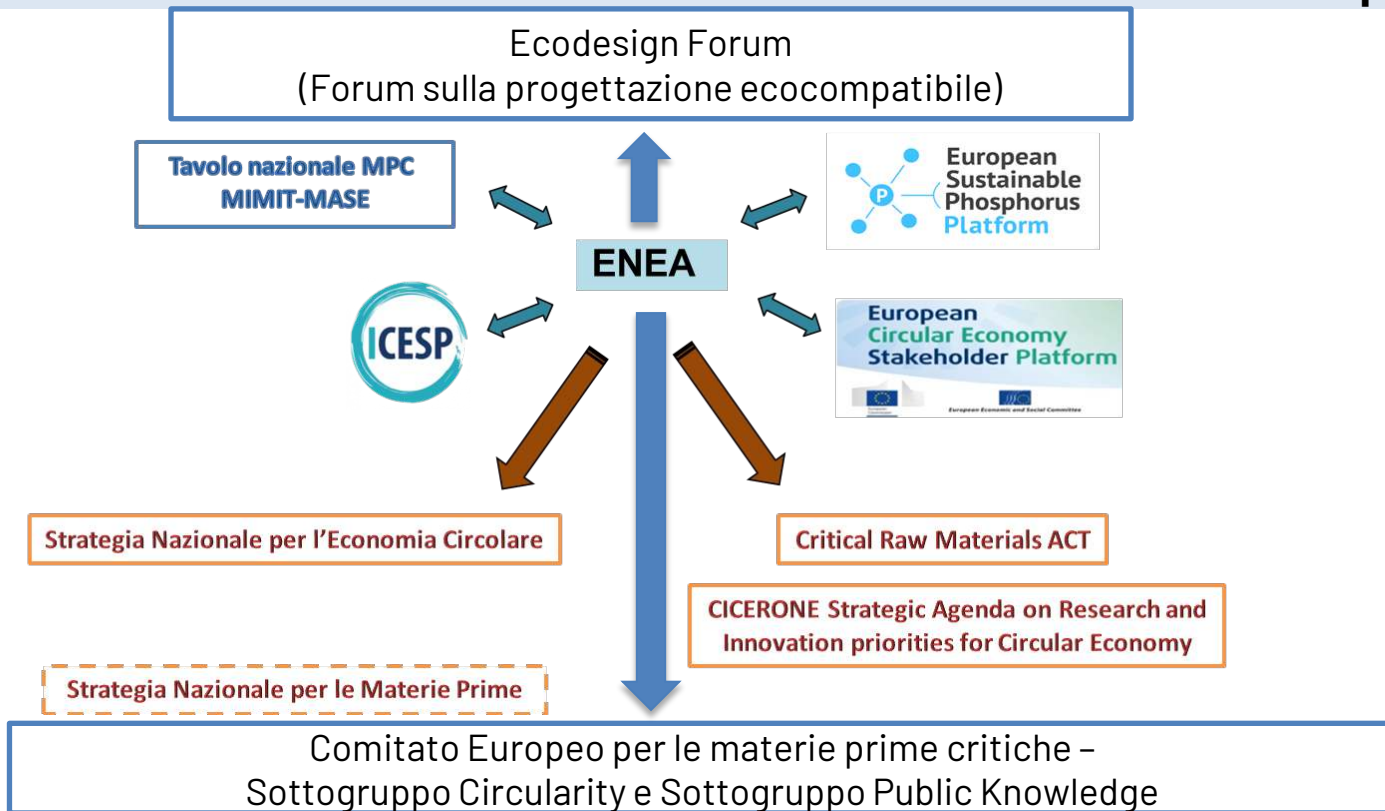 Ecodesign Forum
(Forum sulla progettazione ecocompatibile)
Tavolo nazionale MPC
MIMIT-MASE
P
European
Sustainable
Phosphorus
Platform
ENEA
ICESP
European
Circular Economy
Stakeholder Platform
European Economic and Social Committee
Strategia Nazionale per l'Economia Circolare
Critical Raw Materials ACT
CICERONE Strategic Agenda on Research and
Innovation priorities for Circular Economy
Strategia Nazionale per le Materie Prime
Comitato Europeo per le materie prime critiche –
Sottogruppo Circularity e Sottogruppo Public Knowledge